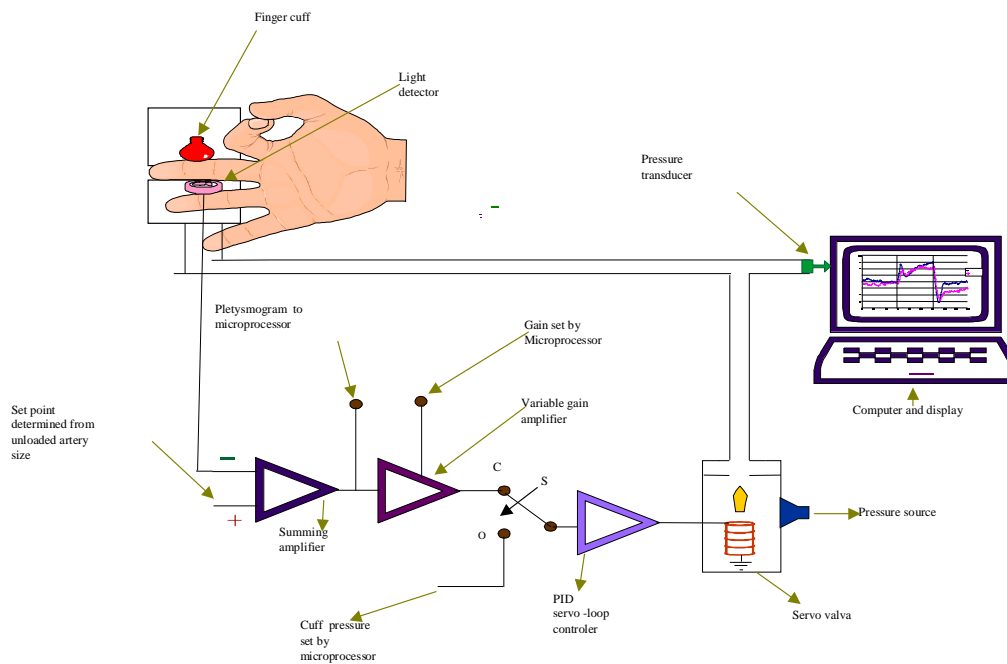 Finger cuff
Light
detector
Pressure
transducer
Pletysmogram to
microprocessor
Gain set by
Microprocessor
Variable gain
amplifier
Set point
determined from
unloaded artery
size
Computer and display
C
S
O
+
Summing
amplifier
Pressure source
PID
servo -loop
controler
Servo valva
Cuff pressure
set by
microprocessor